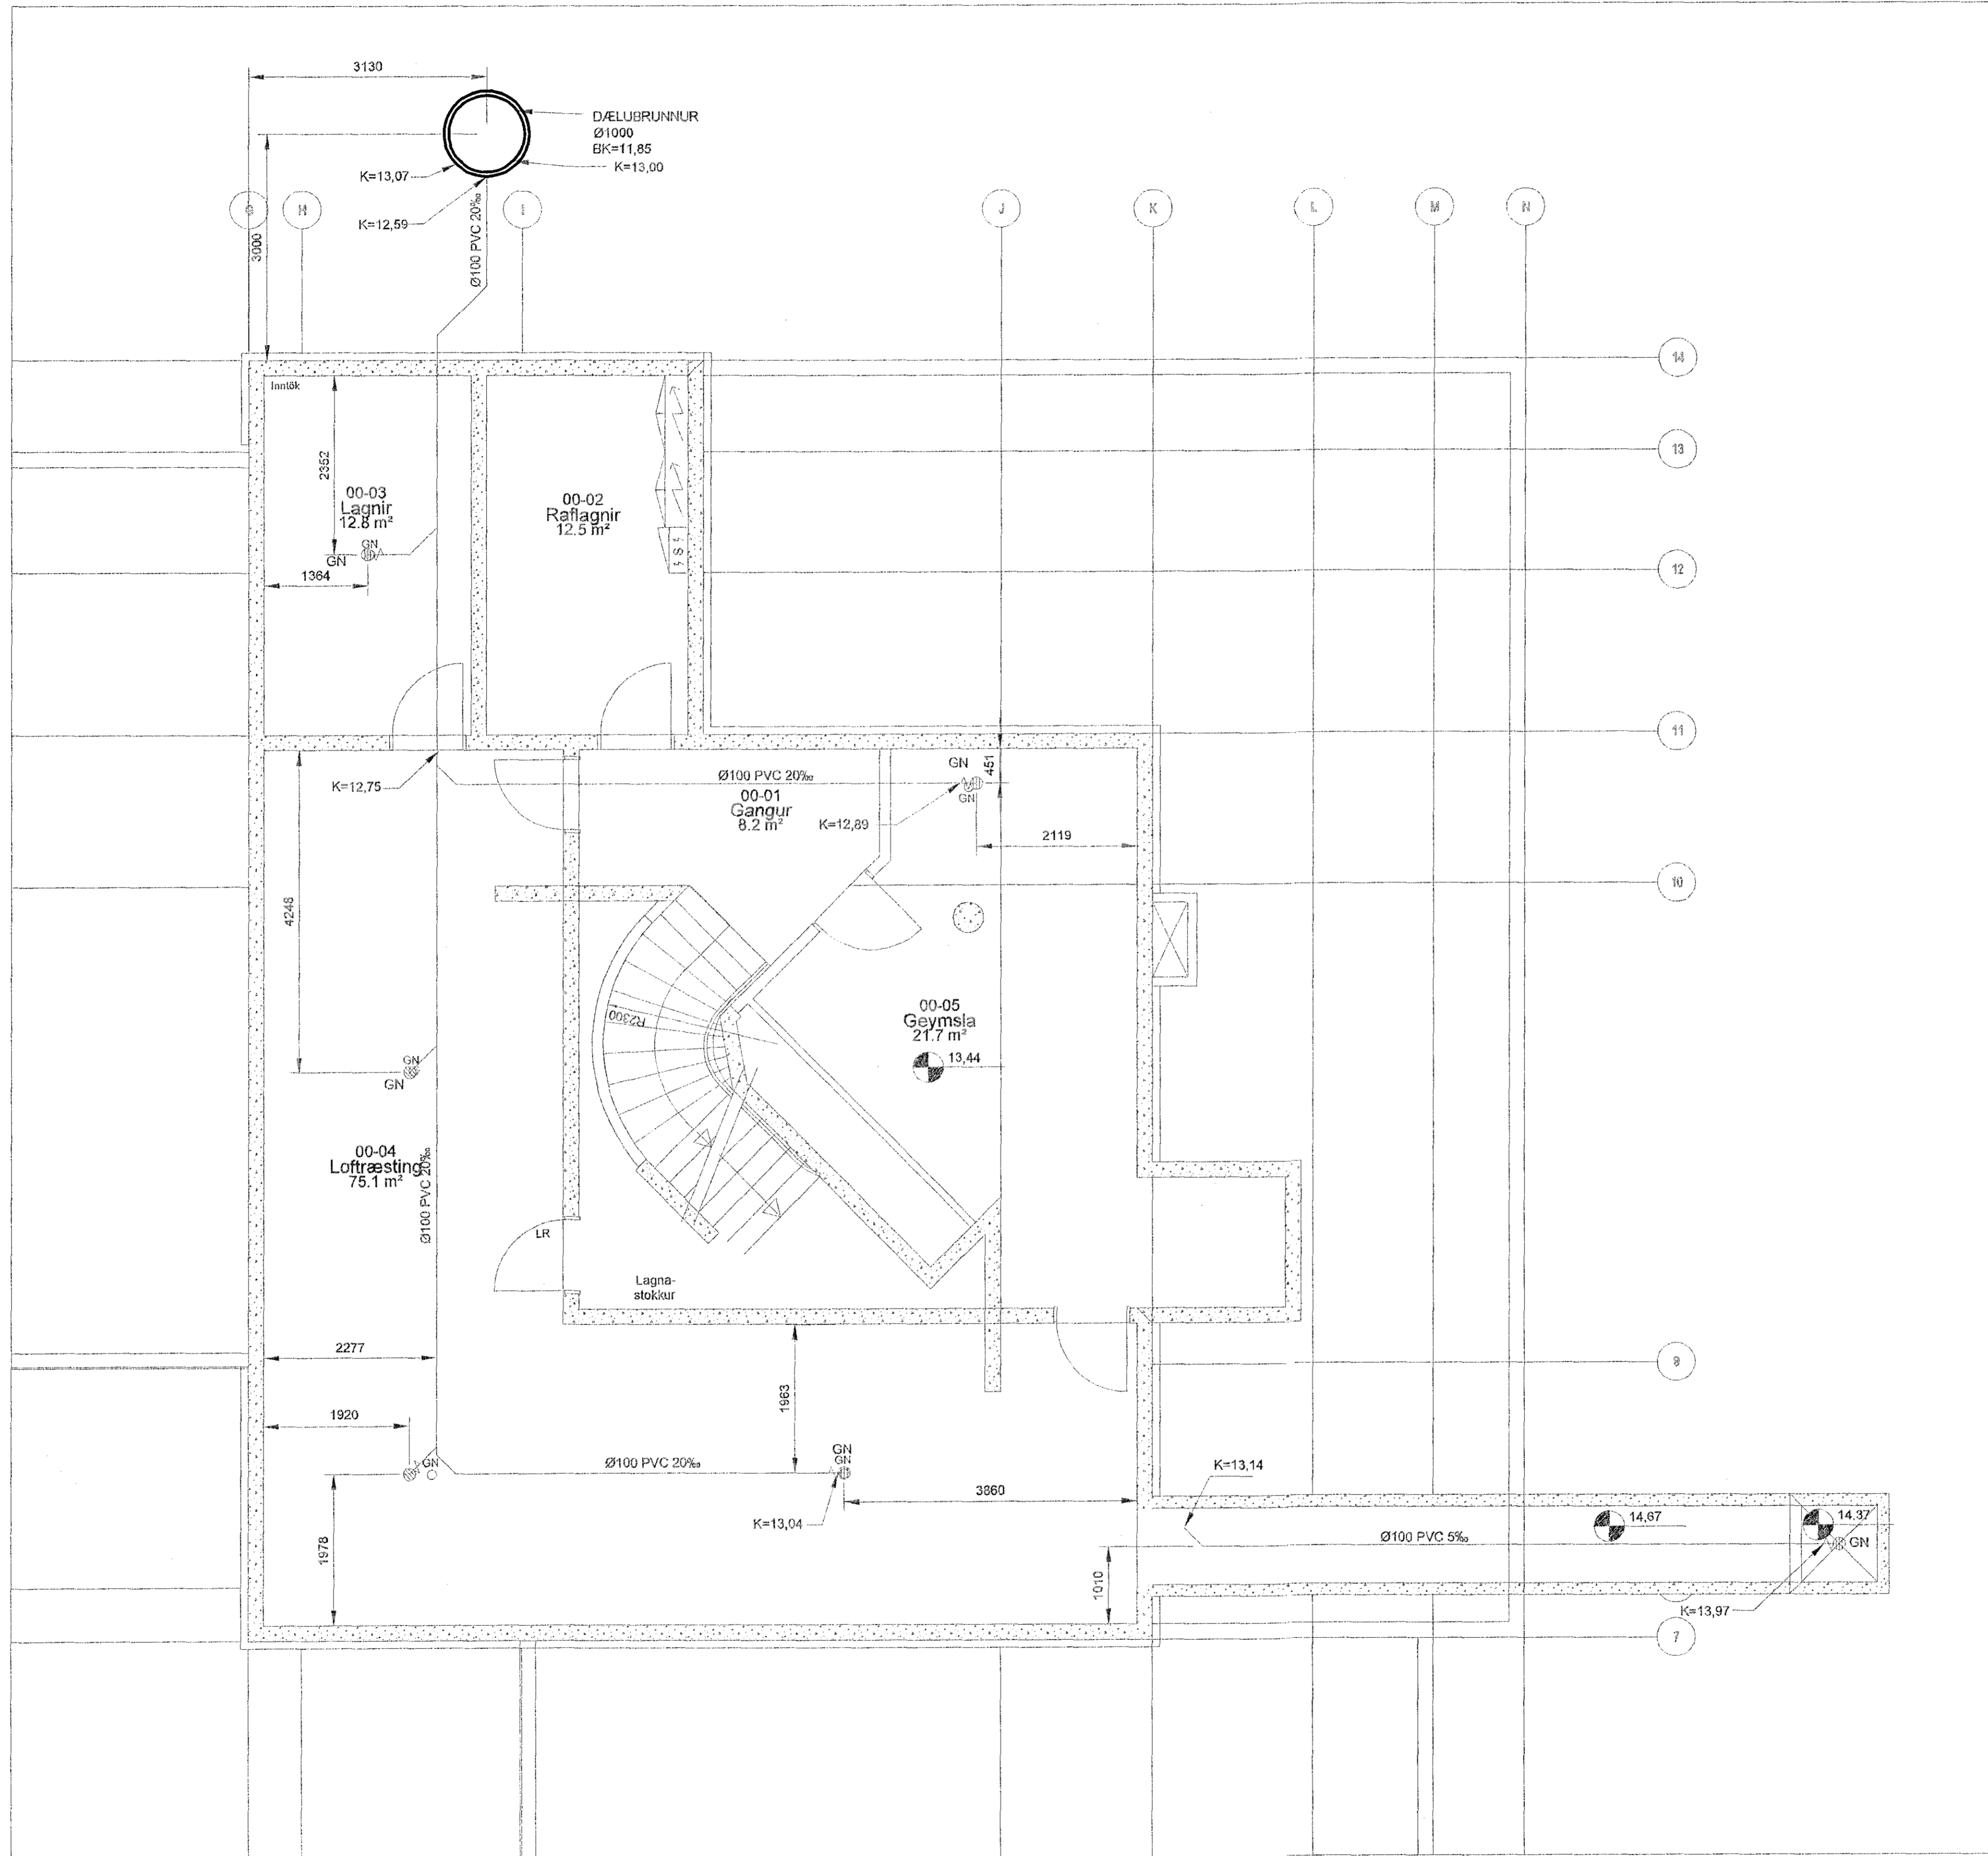 3130
DÆLUBRUNNUR
Ø1000
BK=11,85
K=13,00
K=13,07
K=12,59
Ø100 PVC 20‰
3000
G
H
I
J
K
L
M
N
14
13
12
11
10
9
7
Inntök
2352
00-03
Lagnir
12.8 m²
GN
GN
1364
00-02
Raflagnir
12.5 m²
S
K=12,75
Ø100 PVC 20‰
00-01
Gangur
8.2 m²
K=12,89
GN
GN
451
2119
4248
R2300
00-05
Geymsla
21.7 m²
13,44
GN
GN
00-04
Loftræsting
75.1 m²
Ø100 PVC 20‰
LR
Lagna-
stokkur
2277
1963
1920
GN
Ø100 PVC 20‰
GN
GN
K=13,04
3860
1978
K=13,14
1010
Ø100 PVC 5‰
14,67
14,37
GN
K=13,97